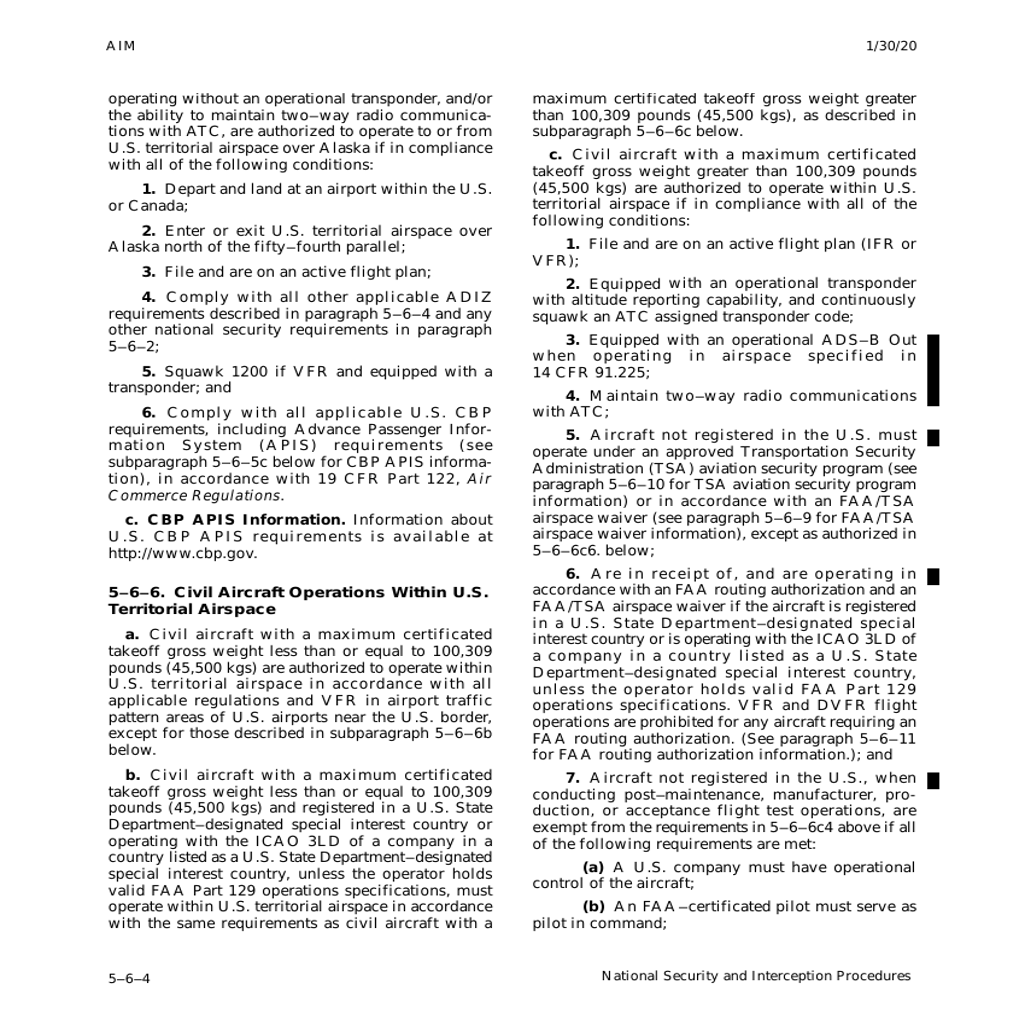 AIM
1/30/20
operating without an operational transponder, and/or
the ability to maintain two–way radio communica-
tions with ATC, are authorized to operate to or from
U.S. territorial airspace over Alaska if in compliance
with all of the following conditions:
1. Depart and land at an airport within the U.S.
or Canada;
2. Enter or exit U.S. territorial airspace over
Alaska north of the fifty–fourth parallel;
3. File and are on an active flight plan;
4. Comply with all other applicable ADIZ
requirements described in paragraph 5–6–4 and any
other national security requirements in paragraph
5–6–2;
5. Squawk 1200 if VFR and equipped with a
transponder; and
6. Comply with all applicable U.S. CBP
requirements, including Advance Passenger Infor-
mation System (APIS) requirements (see
subparagraph 5–6–5c below for CBP APIS informa-
tion), in accordance with 19 CFR Part 122, Air
Commerce Regulations.
c. CBP APIS Information. Information about
U.S. CBP APIS requirements is available at
http://www.cbp.gov.
5–6–6. Civil Aircraft Operations Within U.S.
Territorial Airspace
a. Civil aircraft with a maximum certificated
takeoff gross weight less than or equal to 100,309
pounds (45,500 kgs) are authorized to operate within
U.S. territorial airspace in accordance with all
applicable regulations and VFR in airport traffic
pattern areas of U.S. airports near the U.S. border,
except for those described in subparagraph 5–6–6b
below.
b. Civil aircraft with a maximum certificated
takeoff gross weight less than or equal to 100,309
pounds (45,500 kgs) and registered in a U.S. State
Department–designated special interest country or
operating with the ICAO 3LD of a company in a
country listed as a U.S. State Department–designated
special interest country, unless the operator holds
valid FAA Part 129 operations specifications, must
operate within U.S. territorial airspace in accordance
with the same requirements as civil aircraft with a
maximum certificated takeoff gross weight greater
than 100,309 pounds (45,500 kgs), as described in
subparagraph 5–6–6c below.
c. Civil aircraft with a maximum certificated
takeoff gross weight greater than 100,309 pounds
(45,500 kgs) are authorized to operate within U.S.
territorial airspace if in compliance with all of the
following conditions:
1. File and are on an active flight plan (IFR or
VFR);
2. Equipped with an operational transponder
with altitude reporting capability, and continuously
squawk an ATC assigned transponder code;
3. Equipped with an operational ADS–B Out
when operating in airspace specified in
14 CFR 91.225;
4. Maintain two–way radio communications
with ATC;
5. Aircraft not registered in the U.S. must
operate under an approved Transportation Security
Administration (TSA) aviation security program (see
paragraph 5–6–10 for TSA aviation security program
information) or in accordance with an FAA/TSA
airspace waiver (see paragraph 5–6–9 for FAA/TSA
airspace waiver information), except as authorized in
5–6–6c6. below;
6. Are in receipt of, and are operating in
accordance with an FAA routing authorization and an
FAA/TSA airspace waiver if the aircraft is registered
in a U.S. State Department–designated special
interest country or is operating with the ICAO 3LD of
a company in a country listed as a U.S. State
Department–designated special interest country,
unless the operator holds valid FAA Part 129
operations specifications. VFR and DVFR flight
operations are prohibited for any aircraft requiring an
FAA routing authorization. (See paragraph 5–6–11
for FAA routing authorization information.); and
7. Aircraft not registered in the U.S., when
conducting post–maintenance, manufacturer, pro-
duction, or acceptance flight test operations, are
exempt from the requirements in 5–6–6c4 above if all
of the following requirements are met:
(a) A U.S. company must have operational
control of the aircraft;
(b) An FAA–certificated pilot must serve as
pilot in command;
5–6–4
National Security and Interception Procedures